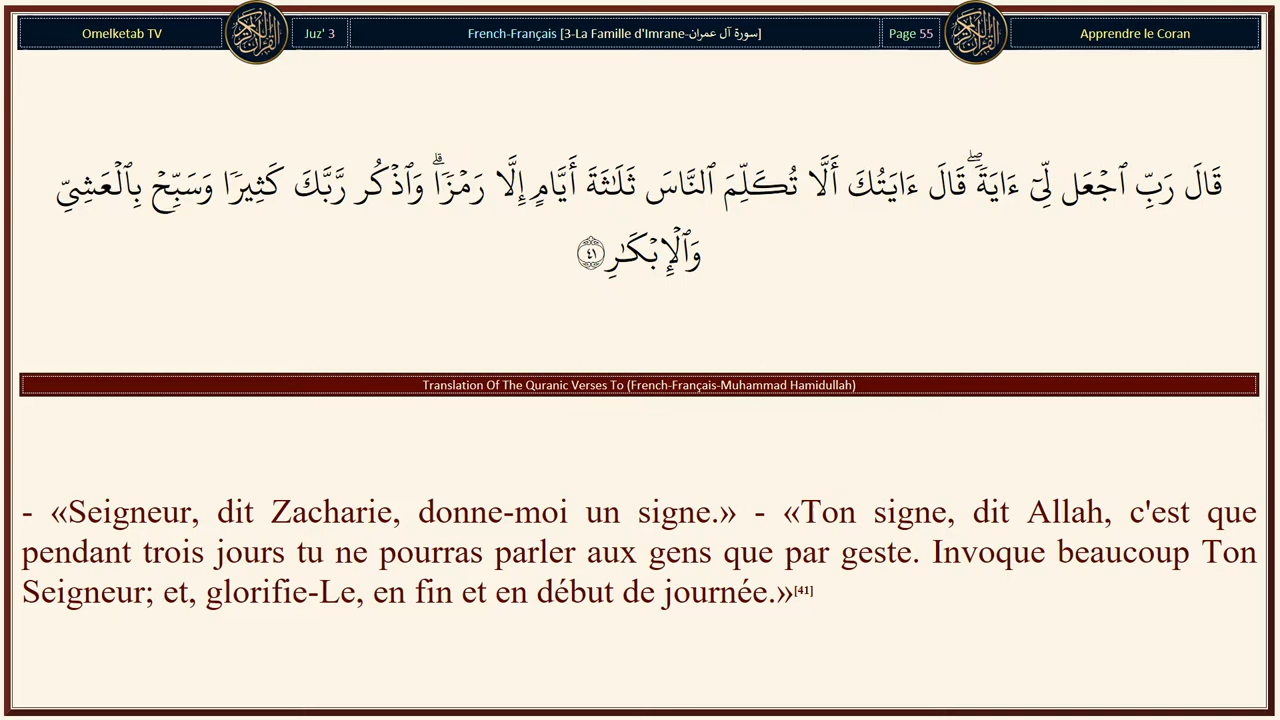 Omelketab TV
Juz' 3
French-Français [3-La Famille d'Imrane-سورة آل عمران]
Page 55
Apprendre le Coran
قَالَ رَبِّ ٱجۡعَل لِّيٓ ءَايَةٗۖ قَالَ ءَايَتُكَ أَلَّا تُكَلِّمَ ٱلنَّاسَ ثَلَٰثَةَ أَيَّامٍ إِلَّا رَمۡزٗاۗ وَٱذۡكُر رَّبَّكَ كَثِيرٗا وَسَبِّحۡ بِٱلۡعَشِيِّ
وَٱلۡإِبۡكَٰرِ ٤١
Translation Of The Quranic Verses To (French-Français-Muhammad Hamidullah)
- «Seigneur, dit Zacharie, donne-moi un signe.» - «Ton signe, dit Allah, c'est que
pendant trois jours tu ne pourras parler aux gens que par geste. Invoque beaucoup Ton
Seigneur; et, glorifie-Le, en fin et en début de journée.»[41]